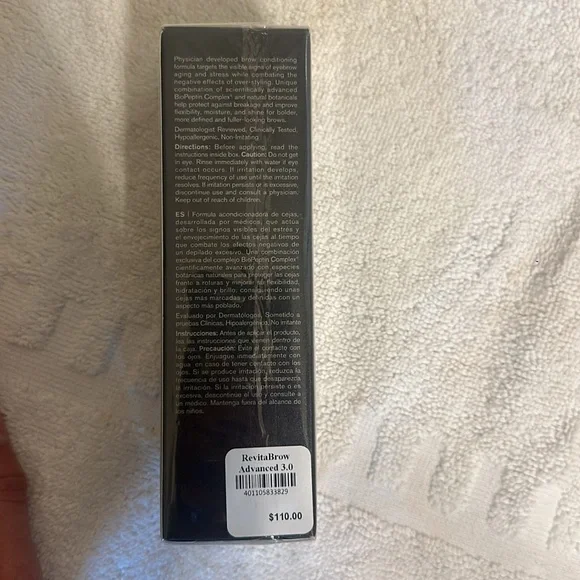 Physician developed brow conditioning
formula targets the visible signs of eyebrow
aging and stress while combating the
negative effects of over-styling. Unique
combination of scientifically advanced
BioPeptin Complex® and natural botanicals
help protect against breakage and improve
flexibility, moisture, and shine for bolder,
more defined and fuller-looking brows.
Dermatologist Reviewed, Clinically Tested,
Hypoallergenic, Non-Irritating
Directions: Before applying, read the
instructions inside box. Caution: Do not get
in eye. Rinse immediately with water if eye
contact occurs. If irritation develops,
reduce frequency of use until the irritation
resolves. If irritation persists or is excessive,
discontinue use and consult a physician.
Keep out of reach of children.
ES | Fórmula acondicionadora de cejas,
desarrollada por médicos, que actúa
sobre los signos visibles del estrés y
el envejecimiento de las cejas al tiempo
que combate los efectos negativos de
un depilado excesivo. Una combinación
exclusiva del complejo BioPeptin Complex®
científicamente avanzado con especies
botánicas naturales para proteger las cejas
frente a roturas y mejorar su flexibilidad,
hidratación y brillo, consiguiendo unas
cejas más marcadas y definidas con un
aspecto más poblado.
Evaluado por Dermatólogos, Sometido a
pruebas Clínicas, Hipoalergénico, No irritante
Instrucciones: Antes de aplicar el producto,
lea las instrucciones que vienen dentro de
la caja. Precaución: Evite el contacto con
los ojos. Enjuague inmediatamente con
agua, en caso de tener contacto con los
ojos. Si se produce irritación, reduzca la
frecuencia de uso hasta que desaparezca
la irritación. Si la irritación persiste o es
excesiva, descontinúe el uso y consulte a
un médico. Mantenga fuera del alcance de
los niños.
RevitaBrow
Advanced 3.0
401105833829
$110.00